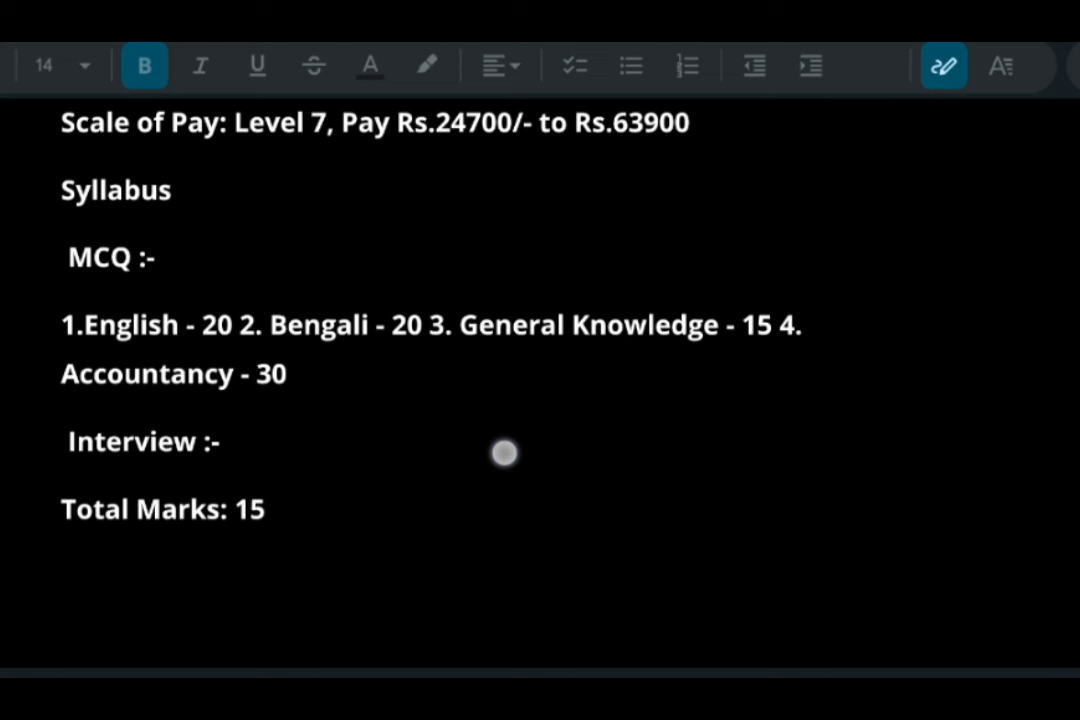 14 B I U S A
Scale of Pay: Level 7, Pay Rs.24700/- to Rs.63900
Syllabus
MCQ :-
1.English - 20 2. Bengali - 20 3. General Knowledge - 15 4.
Accountancy - 30
Interview :-
Total Marks: 15